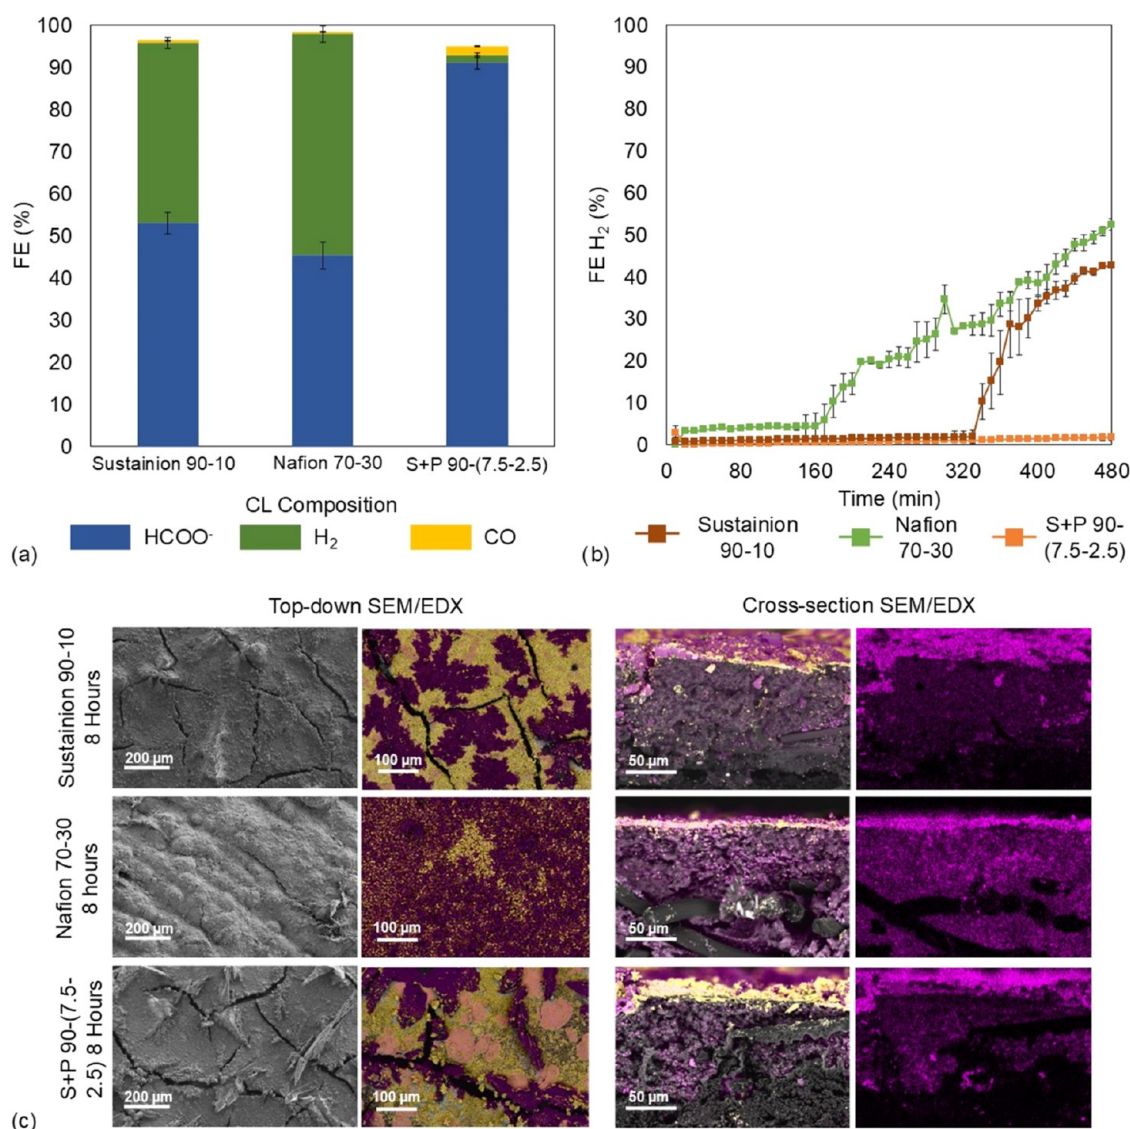 100
90
80
70
60
50
40
30
20
10
0
FE (%)
Sustainion 90-10
Nafion 70-30
S+P 90-(7.5-2.5)
CL Composition
HCOO⁻
H₂
CO
(a)
100
90
80
70
60
50
40
30
20
10
0
FE H₂ (%)
0
80
160
240
320
400
480
Time (min)
Sustainion
90-10
Nafion
70-30
S+P 90-
(7.5-2.5)
(b)
Top-down SEM/EDX
Cross-section SEM/EDX
Sustainion 90-10
8 Hours
200 µm
100 µm
50 µm
Nafion 70-30
8 hours
200 µm
100 µm
50 µm
S+P 90-(7.5-
2.5) 8 Hours
200 µm
100 µm
50 µm
(c)